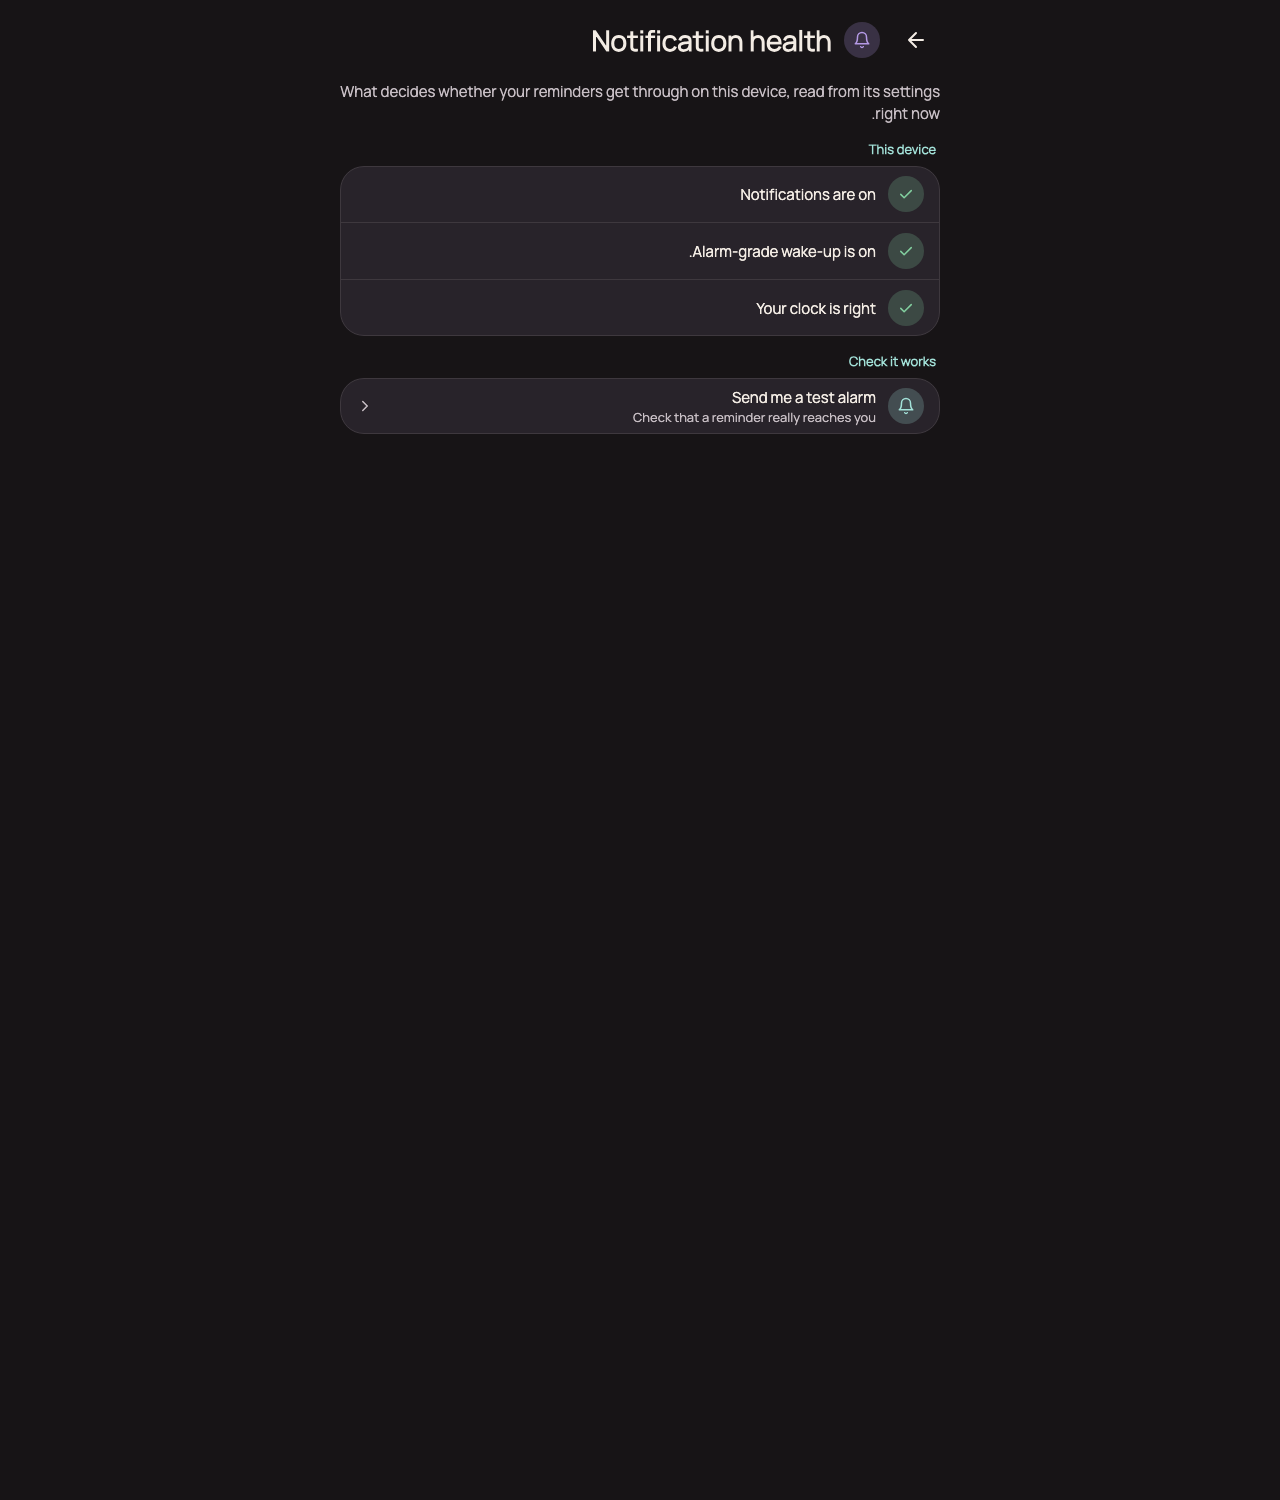 Notification health
What decides whether your reminders get through on this device, read from its settings
.right now
This device
Notifications are on
.Alarm-grade wake-up is on
Your clock is right
Check it works
Send me a test alarm
Check that a reminder really reaches you